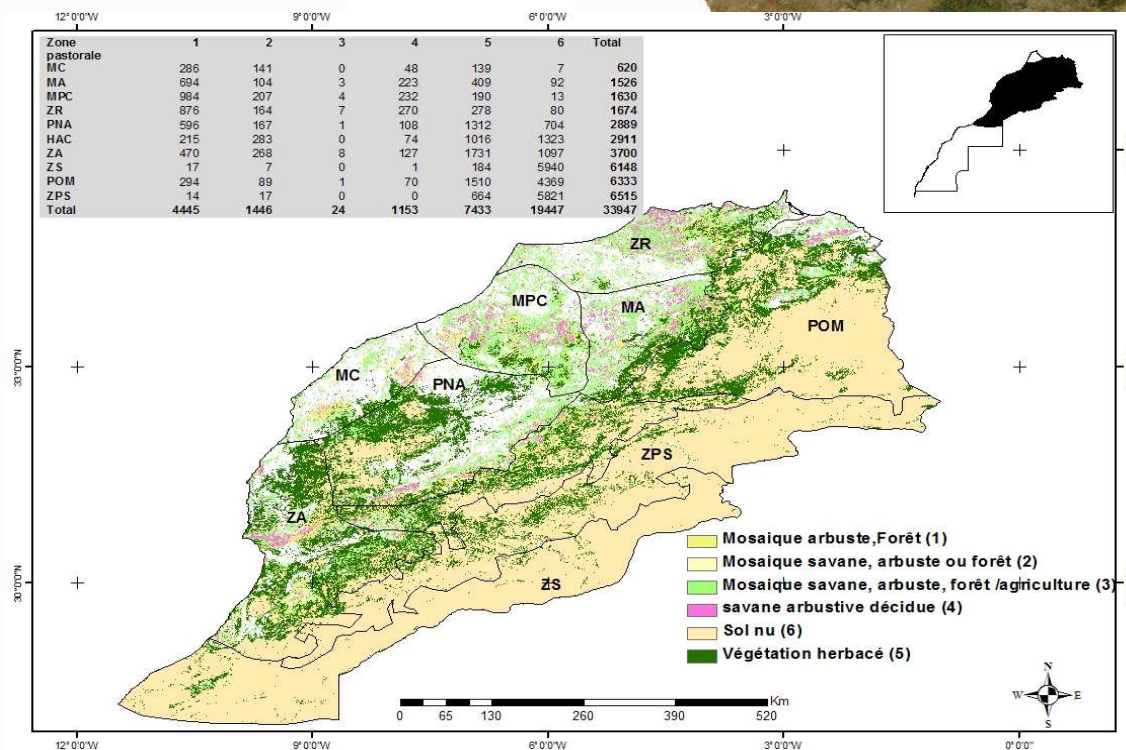 12°0'0"W 9°0'0"W 6°0'0"W 3°0'0"W
Zone pastorale 1 2 3 4 5 6 Total
MC 286 141 0 48 139 7 620
MA 694 104 3 223 409 92 1526
MPC 984 207 4 232 190 13 1630
ZR 876 164 7 270 278 80 1674
PNA 596 167 1 108 1312 704 2889
HAC 215 283 0 74 1016 1323 2911
ZA 470 268 8 127 1731 1097 3700
ZS 17 7 0 1 184 5940 6148
POM 294 89 1 70 1510 4369 6333
ZPS 14 17 0 0 664 5821 6515
Total 4445 1446 24 1153 7433 19447 33947
ZR
MPC
MA
POM
33°0'0"N
MC
PNA
ZPS
ZA
ZS
30°0'0"N
Mosaique arbuste,Forêt (1)
Mosaique savane, arbuste ou forêt (2)
Mosaique savane, arbuste, forêt /agriculture (3)
savane arbustive décidue (4)
Sol nu (6)
Végétation herbacé (5)
N
W E
S
Km
0 65 130 260 390 520
12°0'0"W 9°0'0"W 6°0'0"W 3°0'0"W 0°0'0"